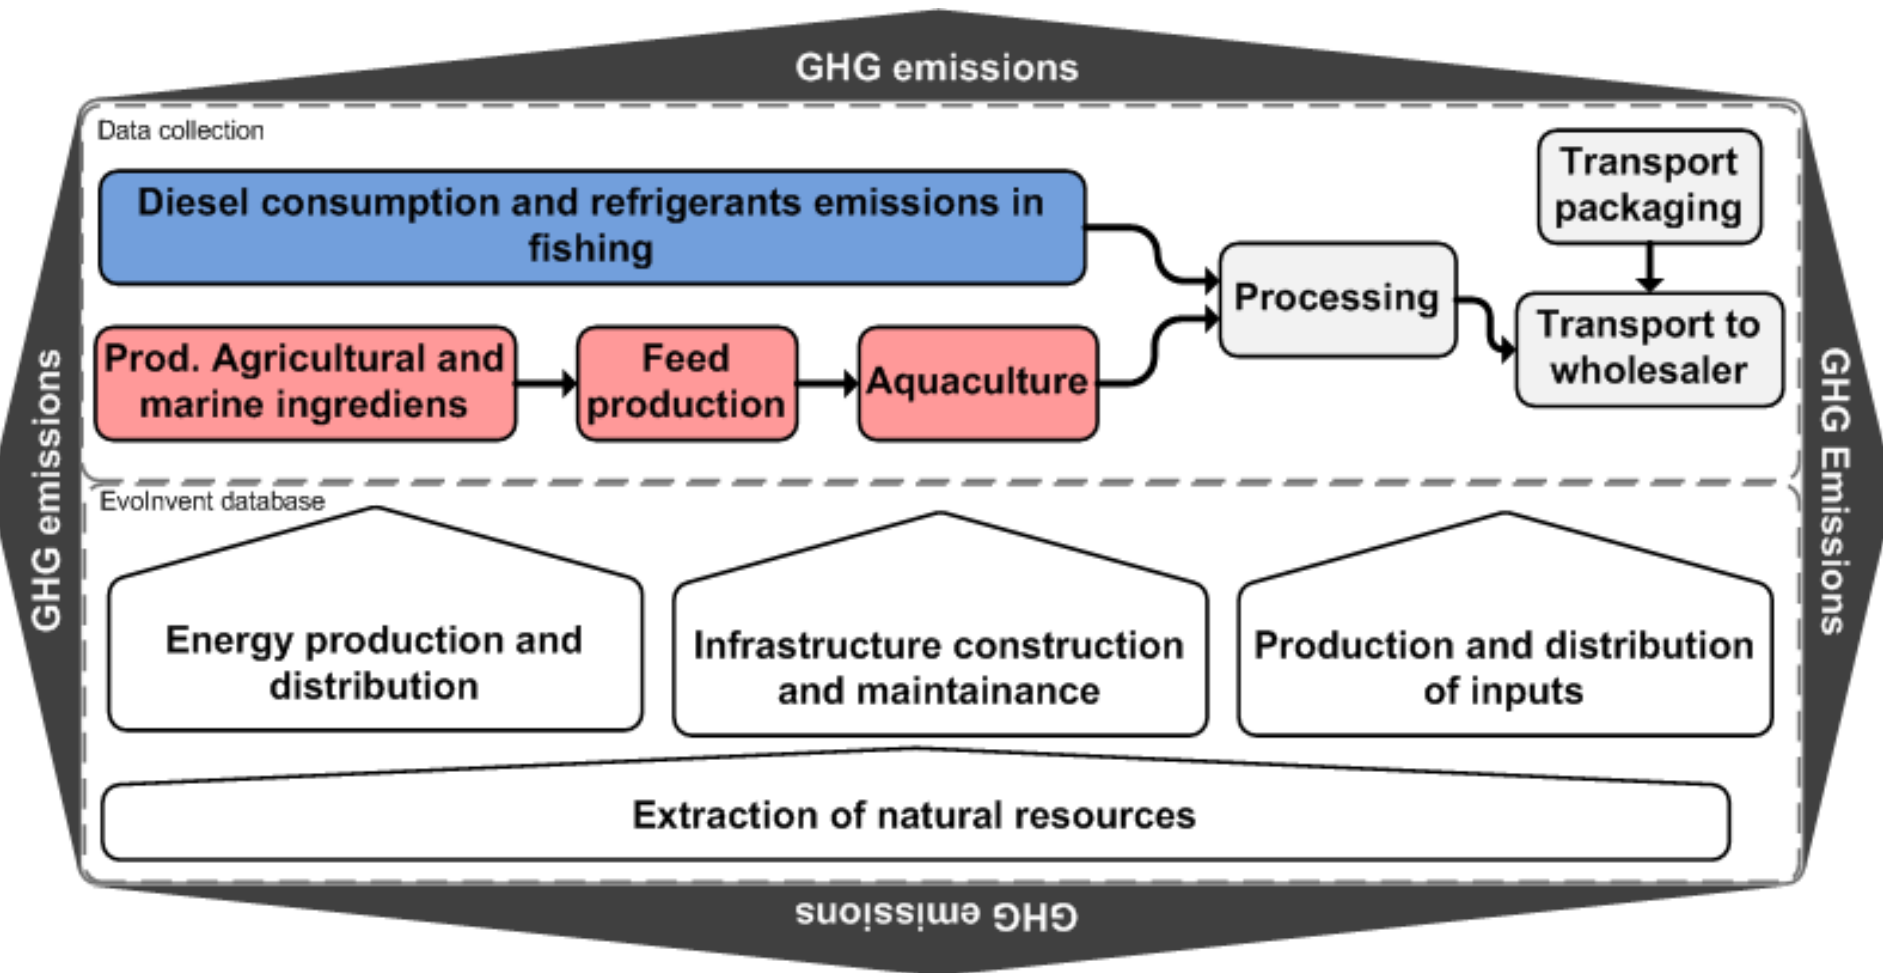 GHG emissions
Data collection
Diesel consumption and refrigerants emissions in
fishing
Prod. Agricultural and
marine ingrediens
Feed
production
Aquaculture
Processing
Transport
packaging
Transport to
wholesaler
GHG emissions
GHG Emissions
EvoInvent database
Energy production and
distribution
Infrastructure construction
and maintainance
Production and distribution
of inputs
Extraction of natural resources
GHG emissions